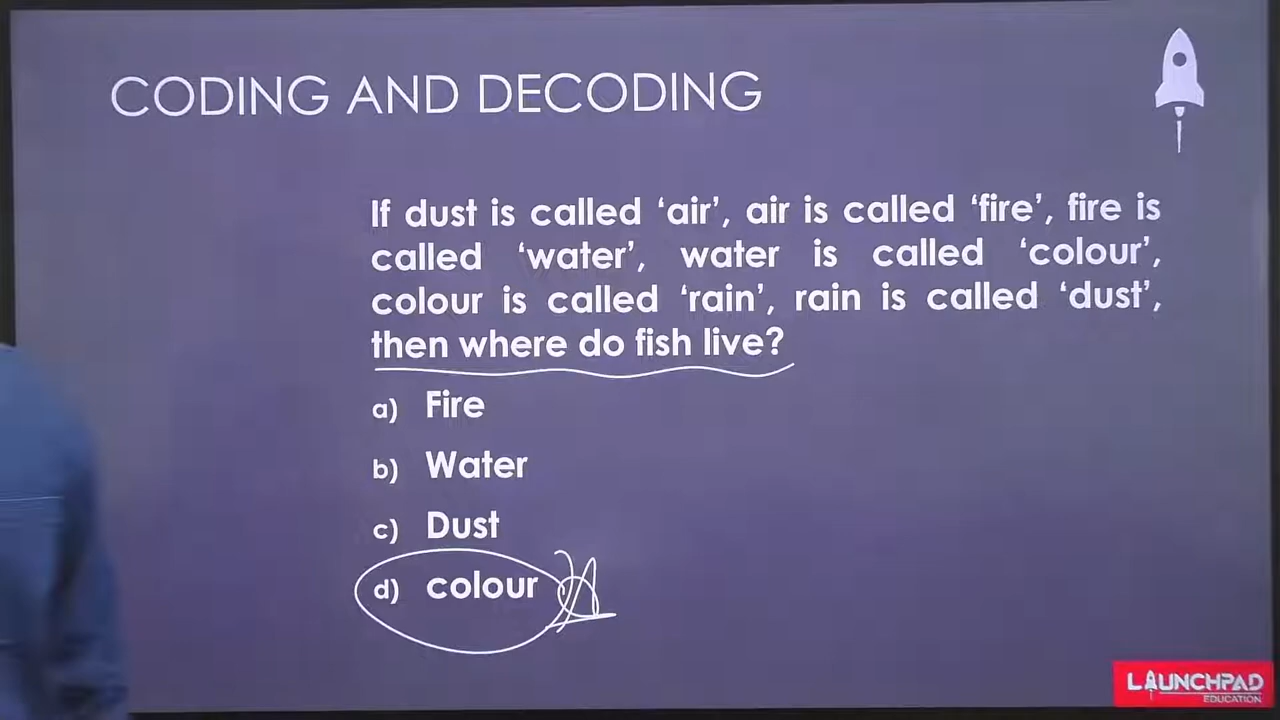 CODING AND DECODING
If dust is called ‘air’, air is called ‘fire’, fire is
called ‘water’, water is called ‘colour’,
colour is called ‘rain’, rain is called ‘dust’,
then where do fish live?
a) Fire
b) Water
c) Dust
d) colour
LAUNCHPAD
EDUCATION